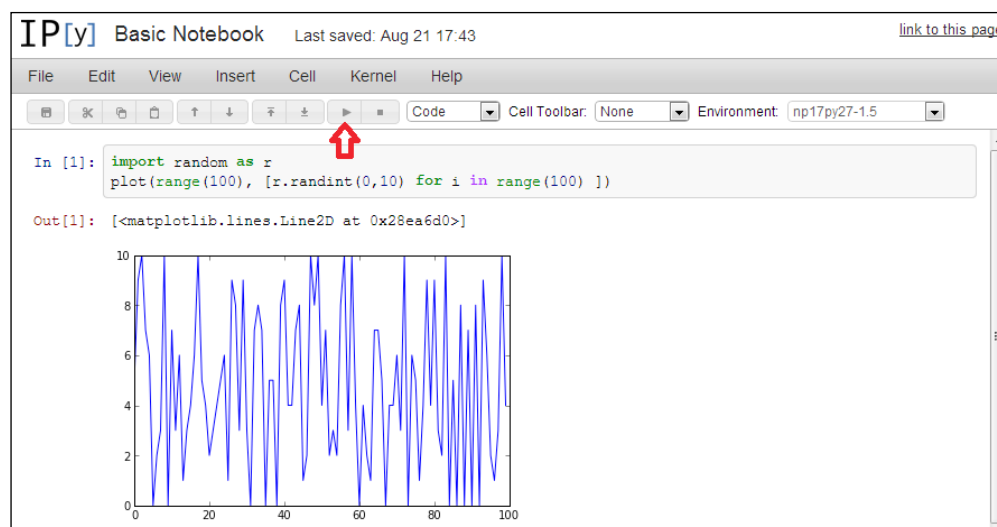 IP[y] Basic Notebook Last saved: Aug 21 17:43 link to this page
File Edit View Insert Cell Kernel Help
Code Cell Toolbar: None Environment: np17py27-1.5
In [1]: import random as r
plot(range(100), [r.randint(0,10) for i in range(100) ])
Out[1]: [<matplotlib.lines.Line2D at 0x28ea6d0>]
10
8
6
4
2
0
0 20 40 60 80 100